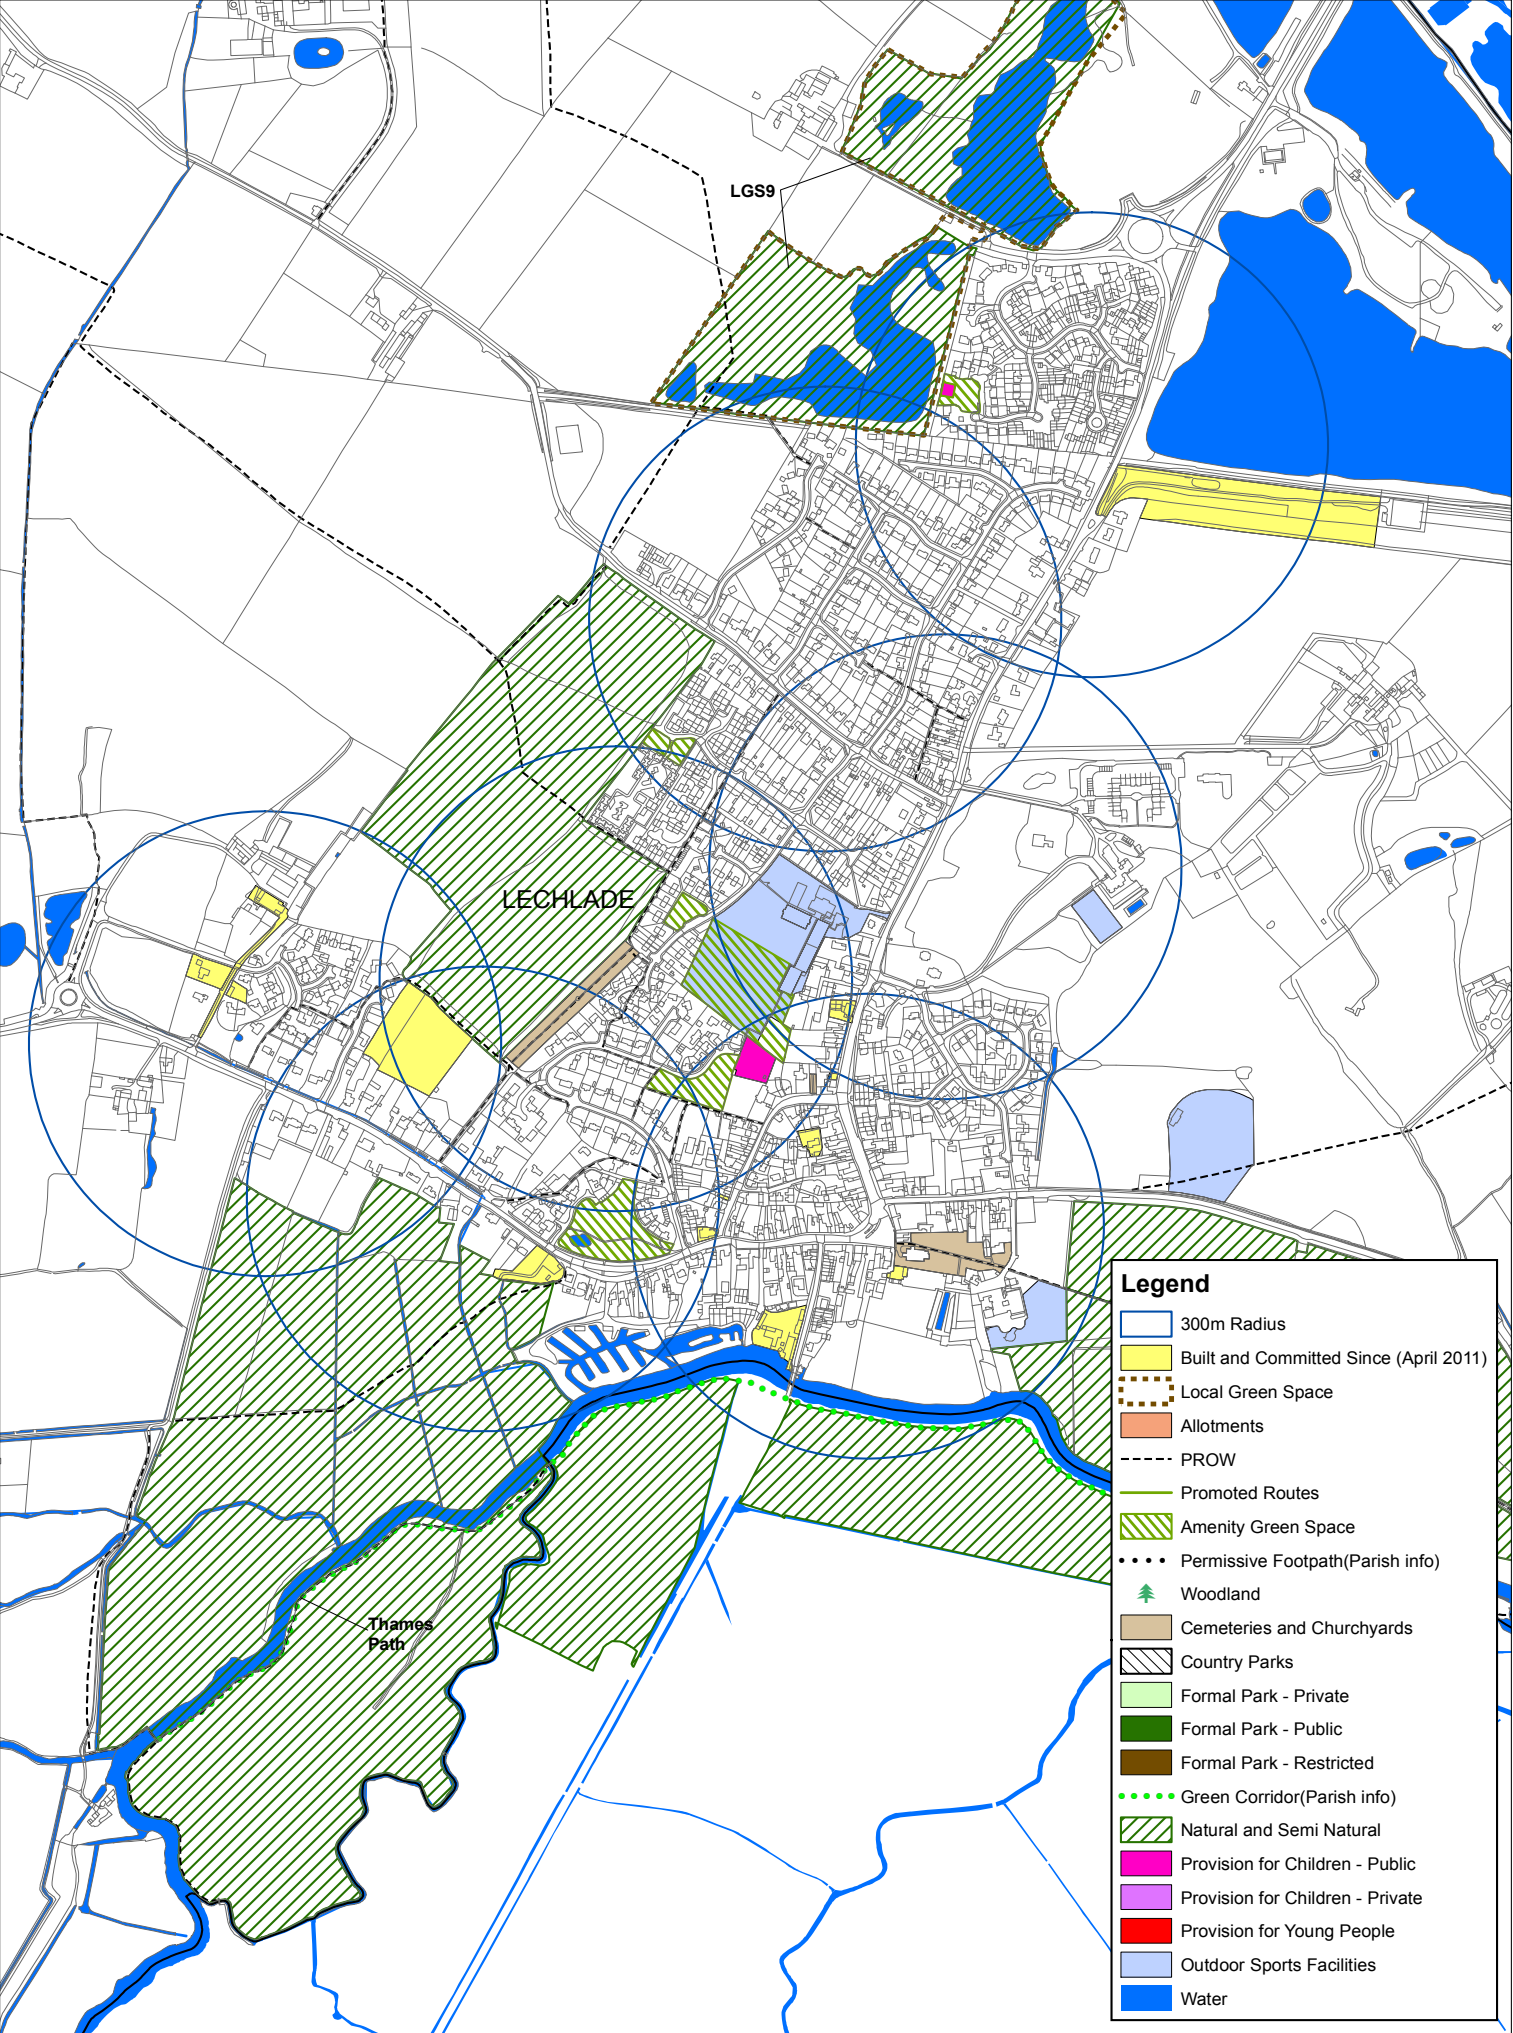 LGS9
LECHLADE
Thames
Path
Legend
300m Radius
Built and Committed Since (April 2011)
Local Green Space
Allotments
PROW
Promoted Routes
Amenity Green Space
Permissive Footpath(Parish info)
Woodland
Cemeteries and Churchyards
Country Parks
Formal Park - Private
Formal Park - Public
Formal Park - Restricted
Green Corridor(Parish info)
Natural and Semi Natural
Provision for Children - Public
Provision for Children - Private
Provision for Young People
Outdoor Sports Facilities
Water